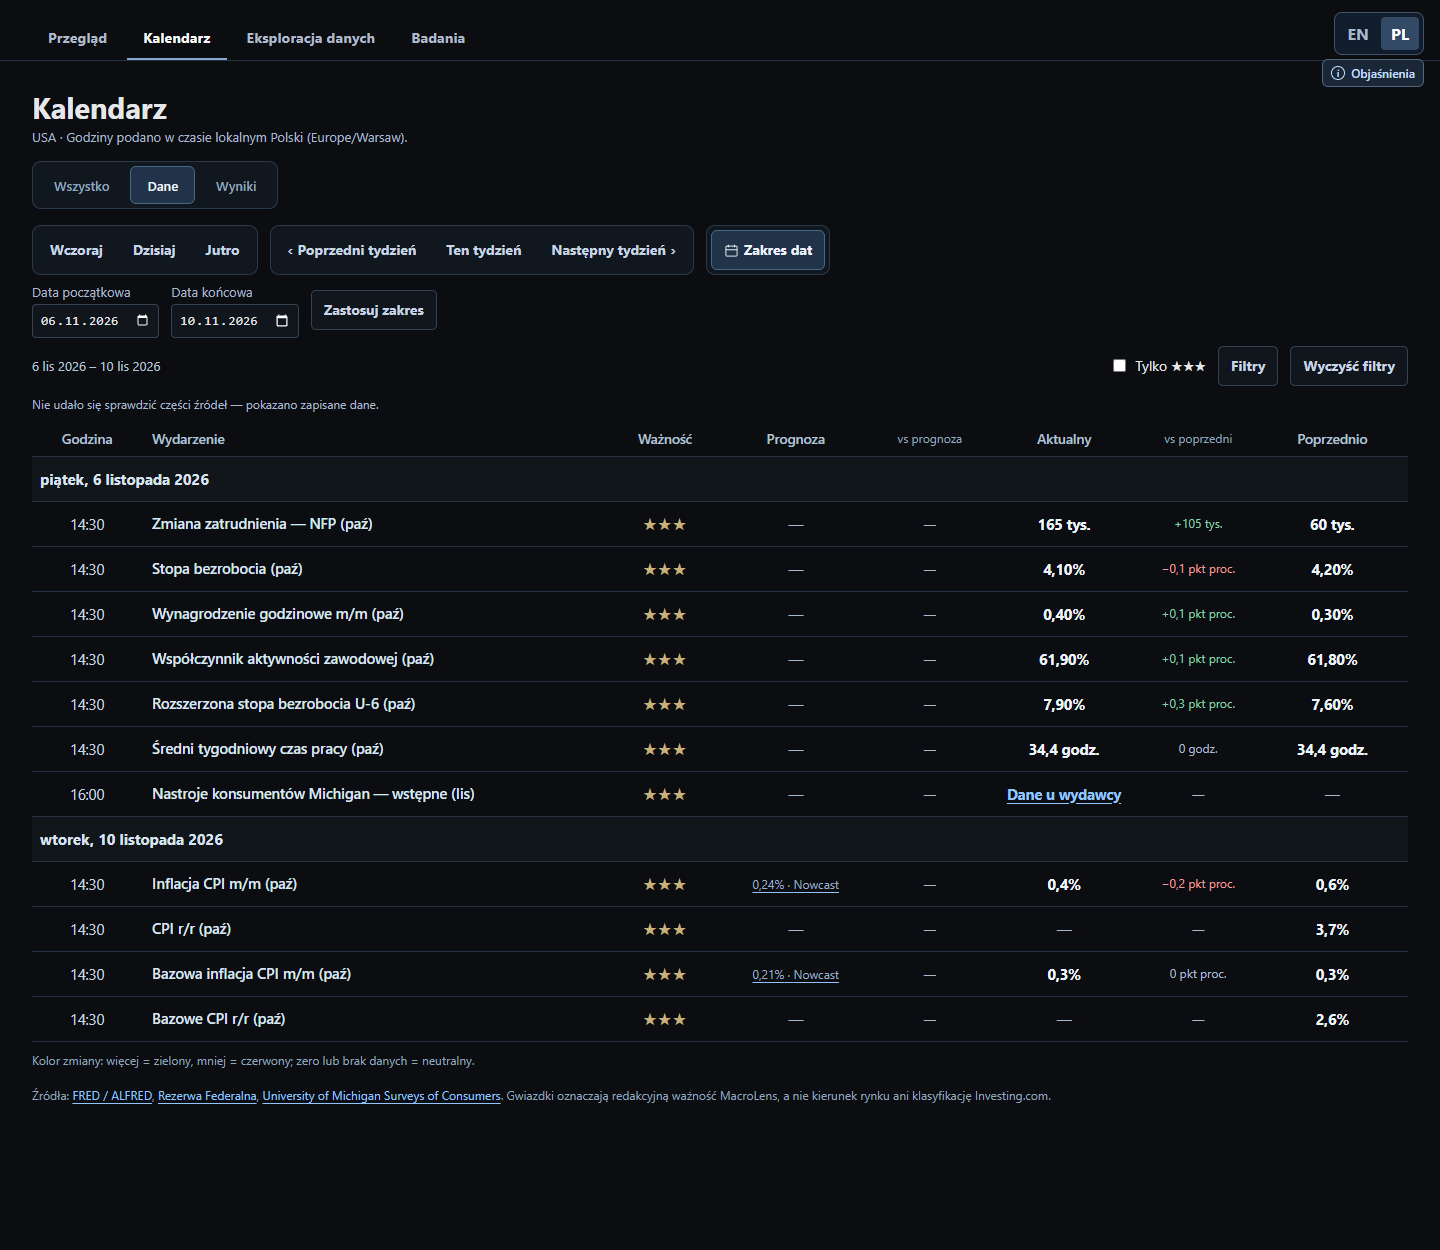 Przegląd Kalendarz Eksploracja danych Badania EN PL
Objaśnienia
Kalendarz
USA · Godziny podano w czasie lokalnym Polski (Europe/Warsaw).
Wszystko Dane Wyniki
Wczoraj Dzisiaj Jutro ‹ Poprzedni tydzień Ten tydzień Następny tydzień › Zakres dat
Data początkowa Data końcowa
06.11.2026 10.11.2026 Zastosuj zakres
6 lis 2026 – 10 lis 2026 Tylko ★★★ Filtry Wyczyść filtry
Nie udało się sprawdzić części źródeł — pokazano zapisane dane.
Godzina Wydarzenie Ważność Prognoza vs prognoza Aktualny vs poprzedni Poprzednio
piątek, 6 listopada 2026
14:30 Zmiana zatrudnienia — NFP (paź) ★★★ — — 165 tys. +105 tys. 60 tys.
14:30 Stopa bezrobocia (paź) ★★★ — — 4,10% −0,1 pkt proc. 4,20%
14:30 Wynagrodzenie godzinowe m/m (paź) ★★★ — — 0,40% +0,1 pkt proc. 0,30%
14:30 Współczynnik aktywności zawodowej (paź) ★★★ — — 61,90% +0,1 pkt proc. 61,80%
14:30 Rozszerzona stopa bezrobocia U-6 (paź) ★★★ — — 7,90% +0,3 pkt proc. 7,60%
14:30 Średni tygodniowy czas pracy (paź) ★★★ — — 34,4 godz. 0 godz. 34,4 godz.
16:00 Nastroje konsumentów Michigan — wstępne (lis) ★★★ — — Dane u wydawcy — —
wtorek, 10 listopada 2026
14:30 Inflacja CPI m/m (paź) ★★★ 0,24% · Nowcast — 0,4% −0,2 pkt proc. 0,6%
14:30 CPI r/r (paź) ★★★ — — — — 3,7%
14:30 Bazowa inflacja CPI m/m (paź) ★★★ 0,21% · Nowcast — 0,3% 0 pkt proc. 0,3%
14:30 Bazowe CPI r/r (paź) ★★★ — — — — 2,6%
Kolor zmiany: więcej = zielony, mniej = czerwony; zero lub brak danych = neutralny.
Źródła: FRED / ALFRED, Rezerwa Federalna, University of Michigan Surveys of Consumers. Gwiazdki oznaczają redakcyjną ważność MacroLens, a nie kierunek rynku ani klasyfikację Investing.com.